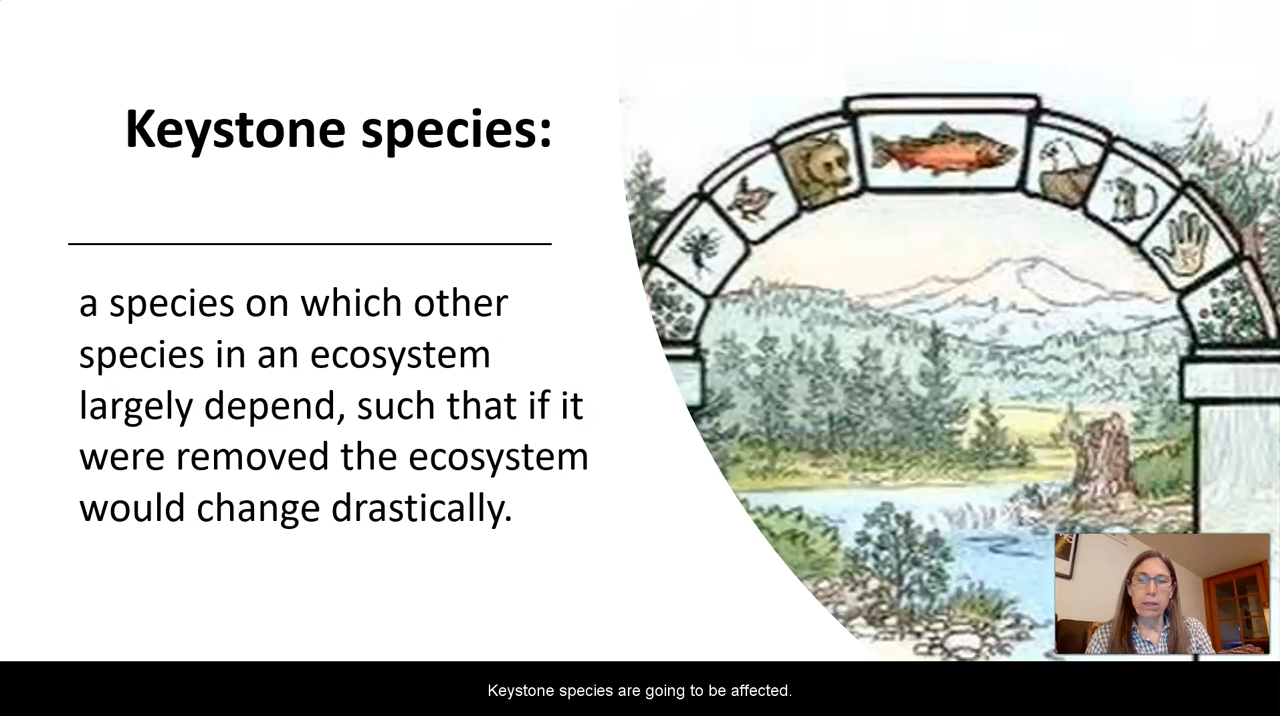 Keystone species:
a species on which other
species in an ecosystem
largely depend, such that if it
were removed the ecosystem
would change drastically.
Keystone species are going to be affected.